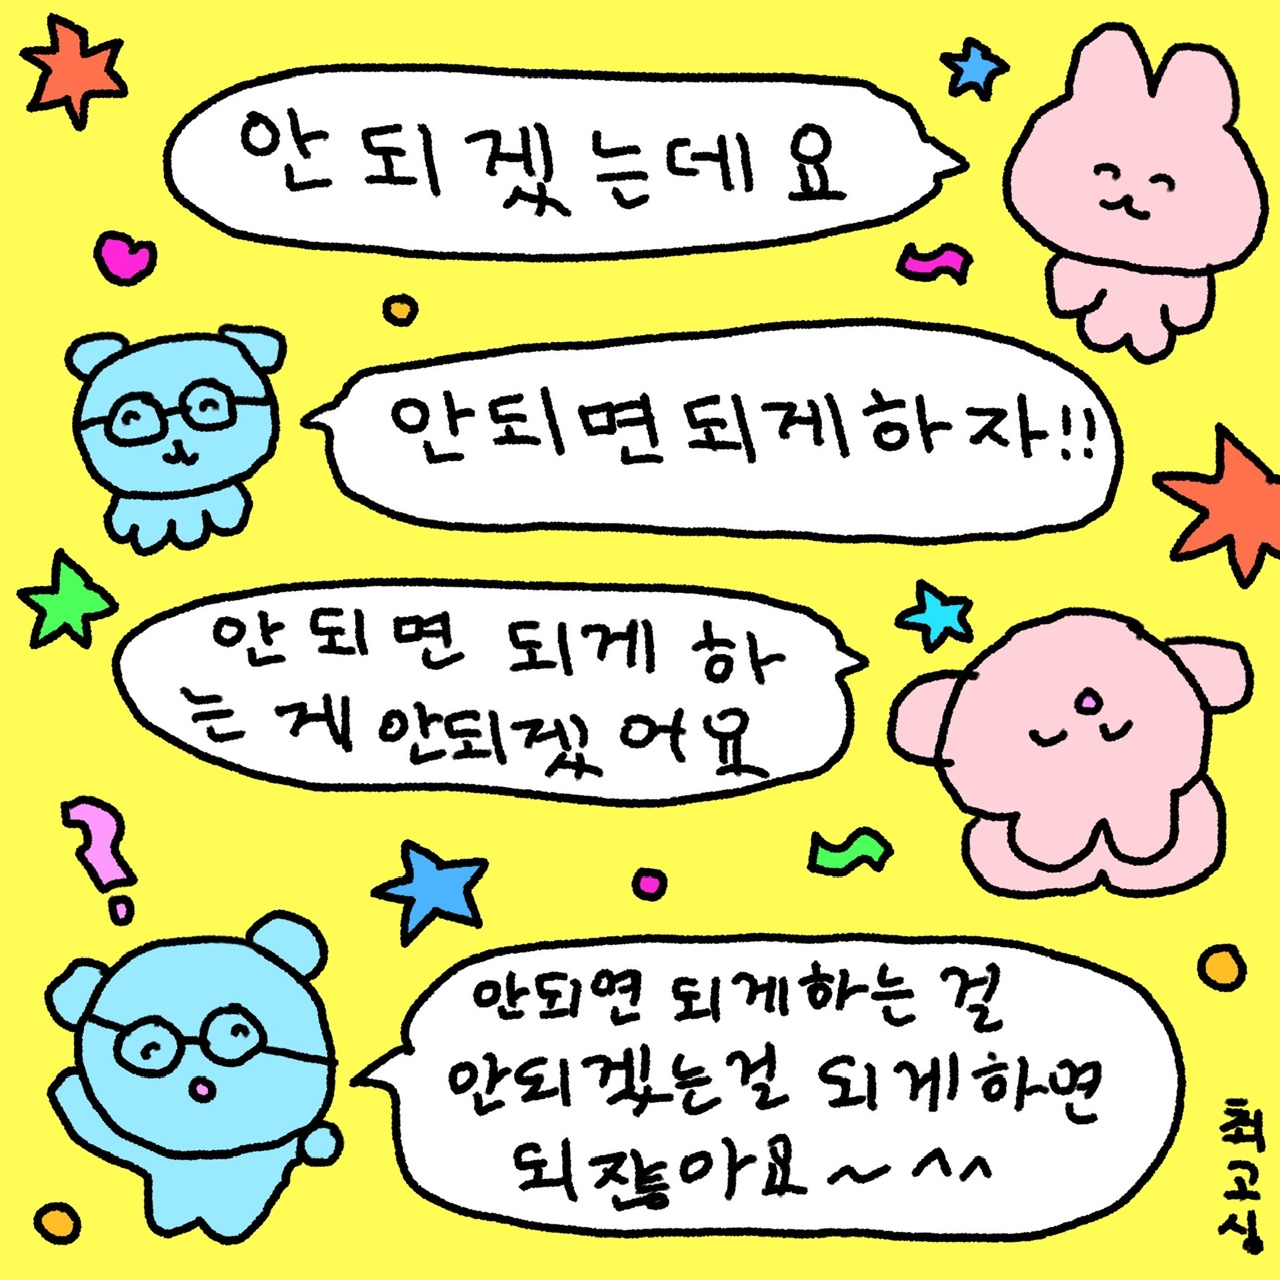 안되겠는데요
안되면되게하자!!
안되면 되게 하
는 게 안되겠어요
안되면 되게하는 걸
안되겠는걸 되게하면
되잖아요~ ^^
최고심